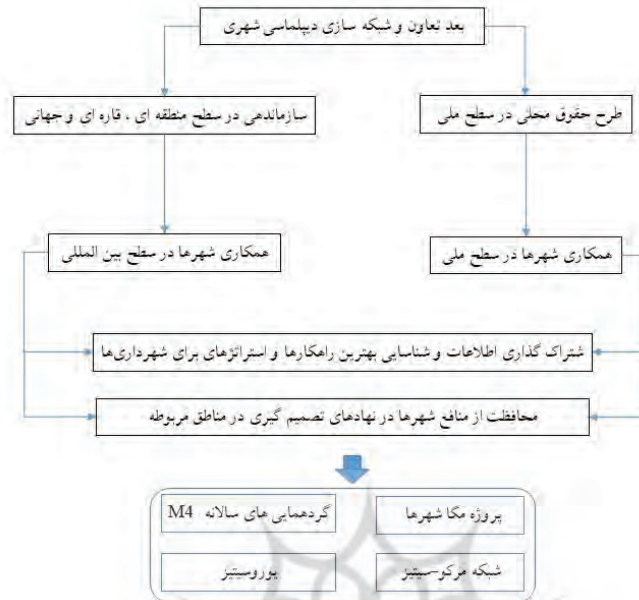 بعد تعاون و شبکه سازی دیپلماسی شهری
طرح حقوق محلی در سطح ملی
سازماندهی در سطح منطقه ای ، قاره ای و جهانی
همکاری شهرها در سطح ملی
همکاری شهرها در سطح بین المللی
شتراک گذاری اطلاعات و شناسایی بهترین راهکارها و استراتژهای برای شهرداری‌ها
محافظت از منافع شهرها در نهادهای تصمیم گیری در مناطق مربوطه
پروژه مگا شهرها
گردهمایی های سالانه M4
شبکه مرکو-سیتیز
یوروسیتیز